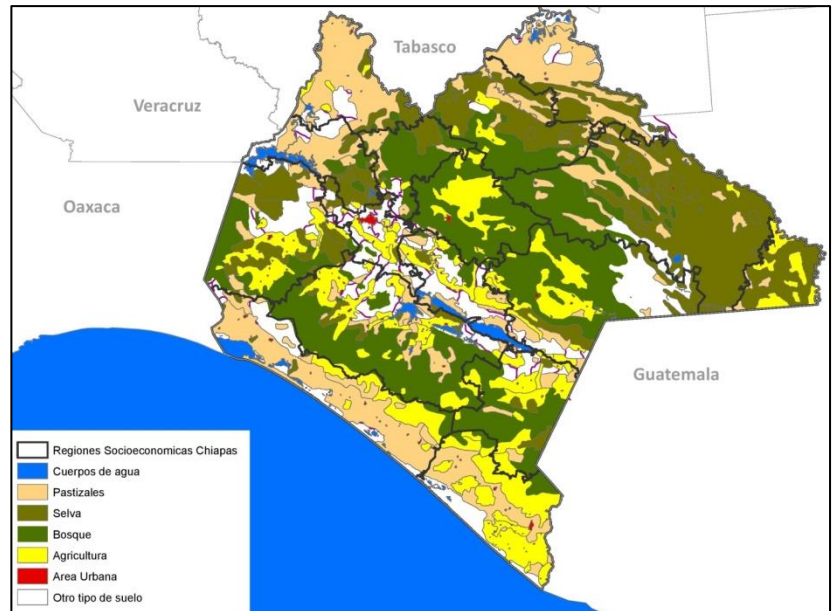 Tabasco
Veracruz
Oaxaca
Guatemala
Regiones Socioeconomicas Chiapas
Cuerpos de agua
Pastizales
Selva
Bosque
Agricultura
Area Urbana
Otro tipo de suelo